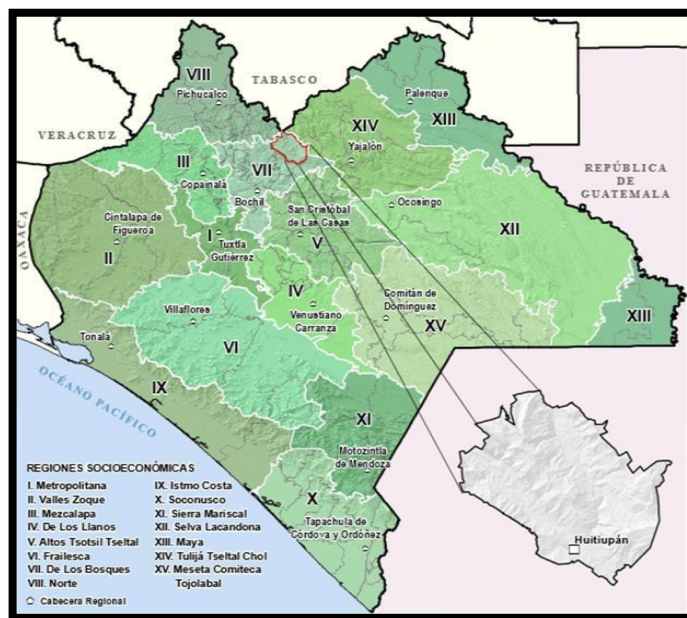 VIII
Pichucalco
TABASCO
Palenque
XIV
XIII
Yajalón
VERACRUZ
III
Copainalá
VII
Bochil
REPÚBLICA
DE
GUATEMALA
Ocosingo
XII
San Cristóbal
de Las Casas
V
Cintalapa de
Figueroa
II
I
Tuxtla
Gutiérrez
OAXACA
IV
Venustiano
Carranza
Comitán de
Domínguez
XV
XIII
Villaflores
VI
Tonalá
IX
OCÉANO PACÍFICO
XI
Motozintla
de Mendoza
X
Tapachula de
Córdova y Ordóñez
Huitiupán
REGIONES SOCIOECONÓMICAS
I. Metropolitana
II. Valles Zoque
III. Mezcalapa
IV. De Los Llanos
V. Altos Tsotsil Tseltal
VI. Frailesca
VII. De Los Bosques
VIII. Norte
IX. Istmo Costa
X. Soconusco
XI. Sierra Mariscal
XII. Selva Lacandona
XIII. Maya
XIV. Tulijá Tseltal Chol
XV. Meseta Comiteca
Tojolabal
Cabecera Regional